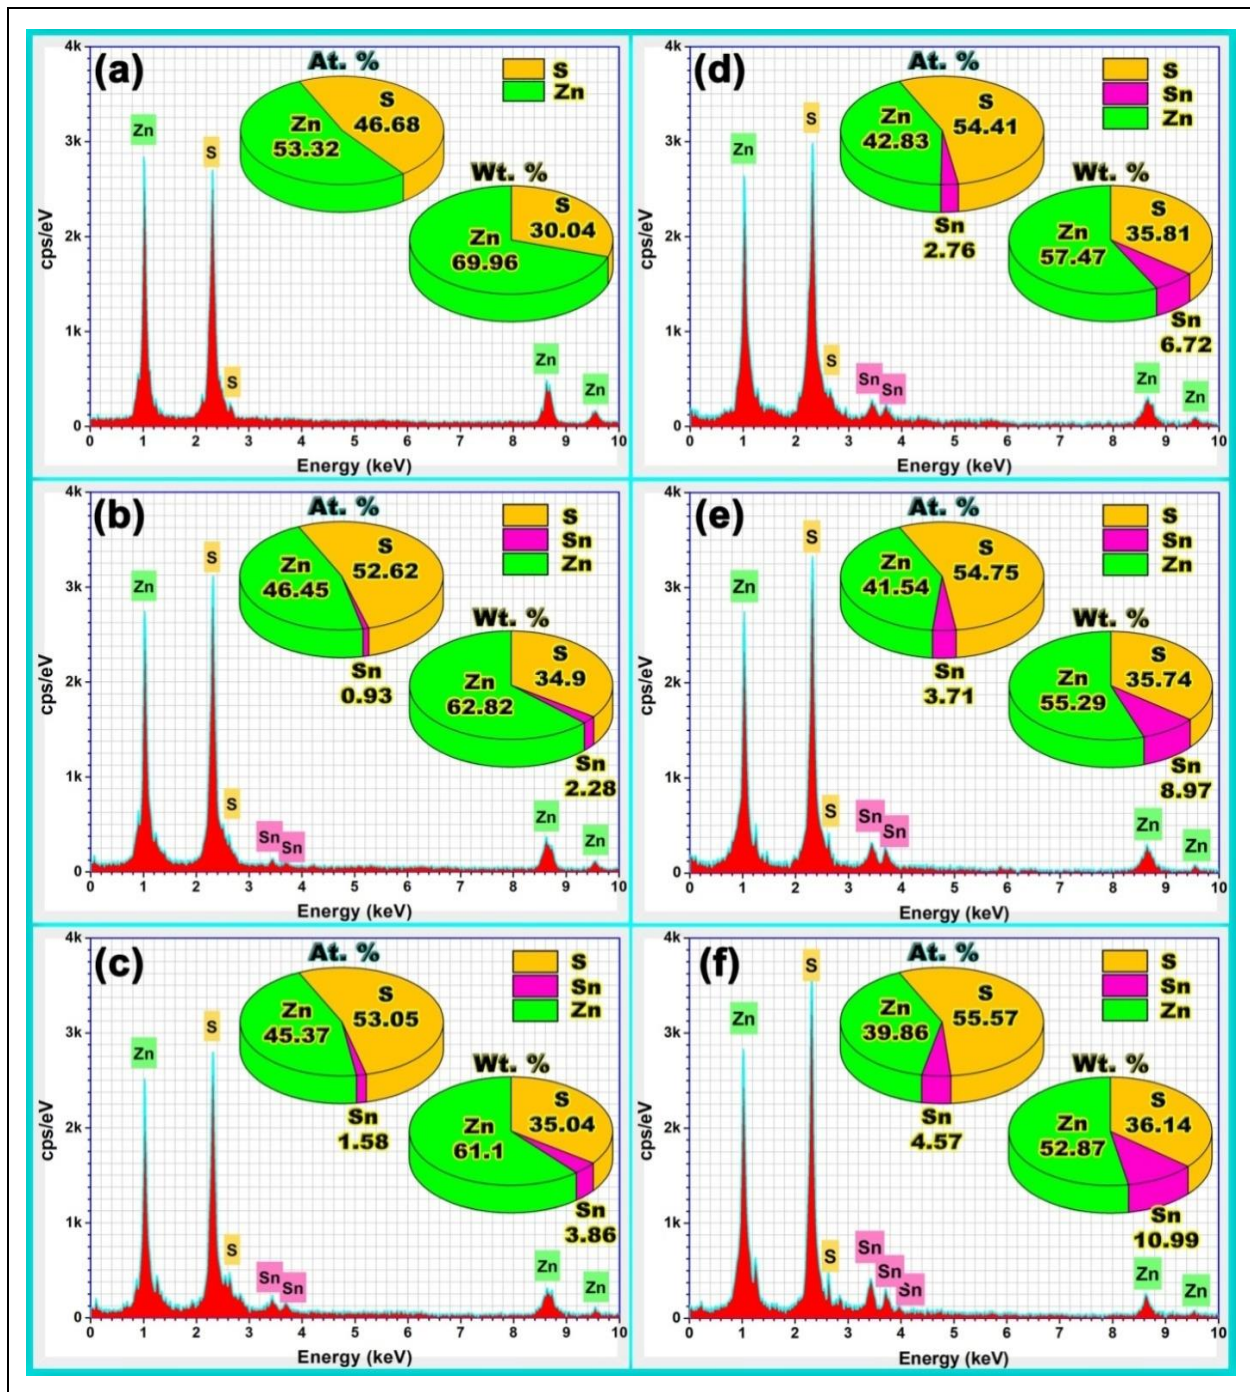 (a)
At. %
S
46.68
Zn
53.32
S
Zn
Wt. %
S
30.04
Zn
69.96
Zn
S
S
Zn
Zn
4k
3k
2k
1k
0
cps/eV
0 1 2 3 4 5 6 7 8 9 10
Energy (keV)
(d)
At. %
S
54.41
Zn
42.83
Sn
2.76
S
Sn
Zn
Wt. %
S
35.81
Zn
57.47
Sn
6.72
Zn
S
S
Sn
Sn
Zn
Zn
4k
3k
2k
1k
0
cps/eV
0 1 2 3 4 5 6 7 8 9 10
Energy (keV)
(b)
At. %
S
52.62
Zn
46.45
Sn
0.93
S
Sn
Zn
Wt. %
S
34.9
Zn
62.82
Sn
2.28
Zn
S
S
Sn
Sn
Zn
Zn
4k
3k
2k
1k
0
cps/eV
0 1 2 3 4 5 6 7 8 9 10
Energy (keV)
(e)
At. %
S
54.75
Zn
41.54
Sn
3.71
S
Sn
Zn
Wt. %
S
35.74
Zn
55.29
Sn
8.97
Zn
S
S
Sn
Sn
Zn
Zn
4k
3k
2k
1k
0
cps/eV
0 1 2 3 4 5 6 7 8 9 10
Energy (keV)
(c)
At. %
S
53.05
Zn
45.37
Sn
1.58
S
Sn
Zn
Wt. %
S
35.04
Zn
61.1
Sn
3.86
Zn
S
S
Sn
Sn
Zn
Zn
4k
3k
2k
1k
0
cps/eV
0 1 2 3 4 5 6 7 8 9 10
Energy (keV)
(f)
At. %
S
55.57
Zn
39.86
Sn
4.57
S
Sn
Zn
Wt. %
S
36.14
Zn
52.87
Sn
10.99
Zn
S
S
Sn
Sn
Sn
Zn
Zn
4k
3k
2k
1k
0
cps/eV
0 1 2 3 4 5 6 7 8 9 10
Energy (keV)